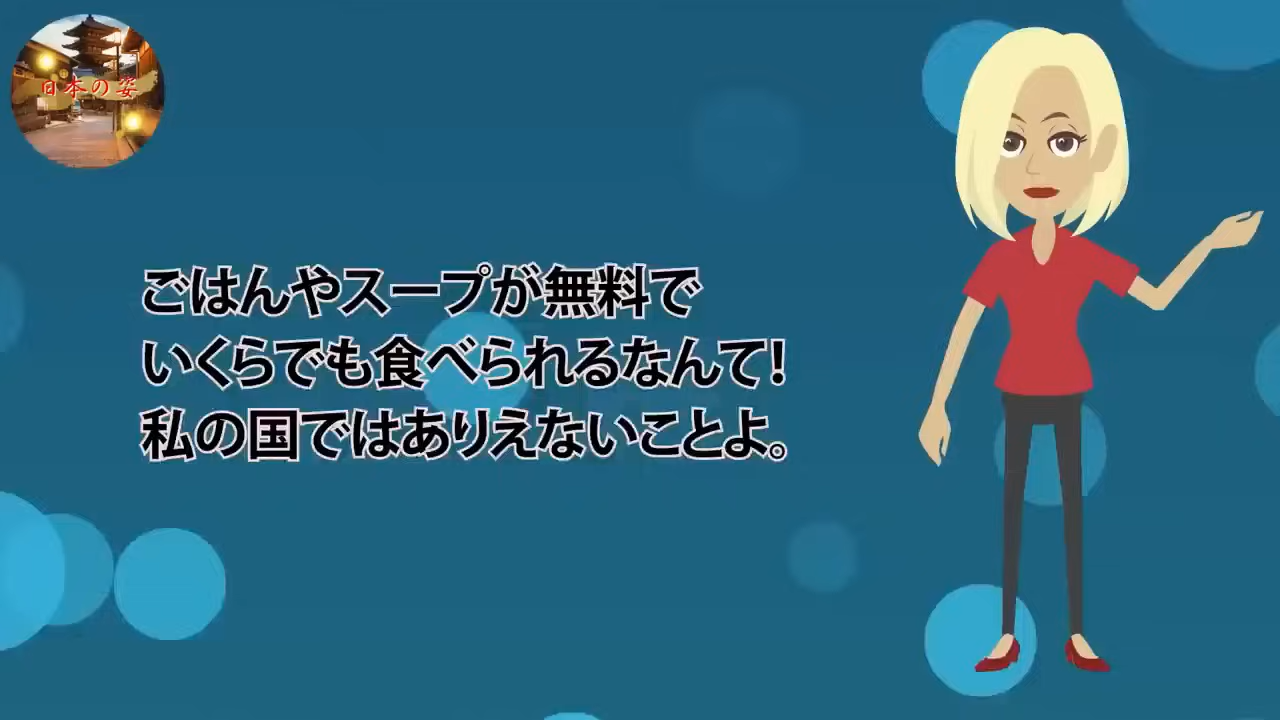 日本の姿
ごはんやスープが無料で
いくらでも食べられるなんて!
私の国ではありえないことよ。